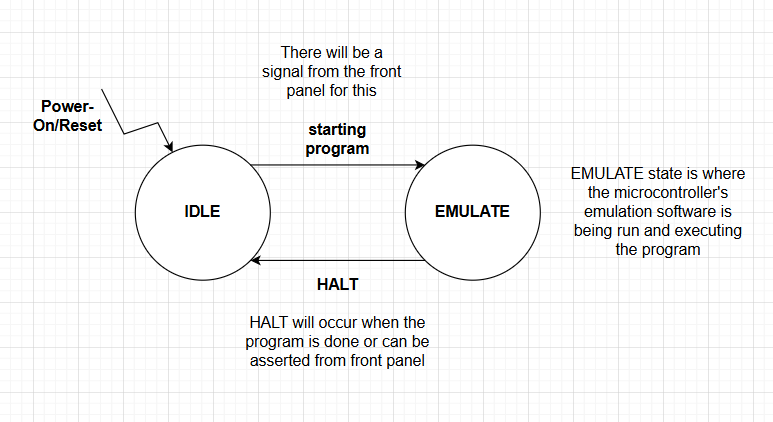 There will be a
signal from the front
panel for this
Power-
On/Reset
starting
program
IDLE
EMULATE
EMULATE state is where
the microcontroller's
emulation software is
being run and executing
the program
HALT
HALT will occur when the
program is done or can be
asserted from front panel